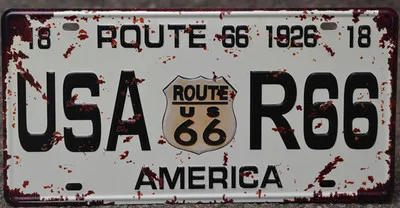 18 ROUTE 66 1926 18
USA ROUTE US 66 R66
AMERICA